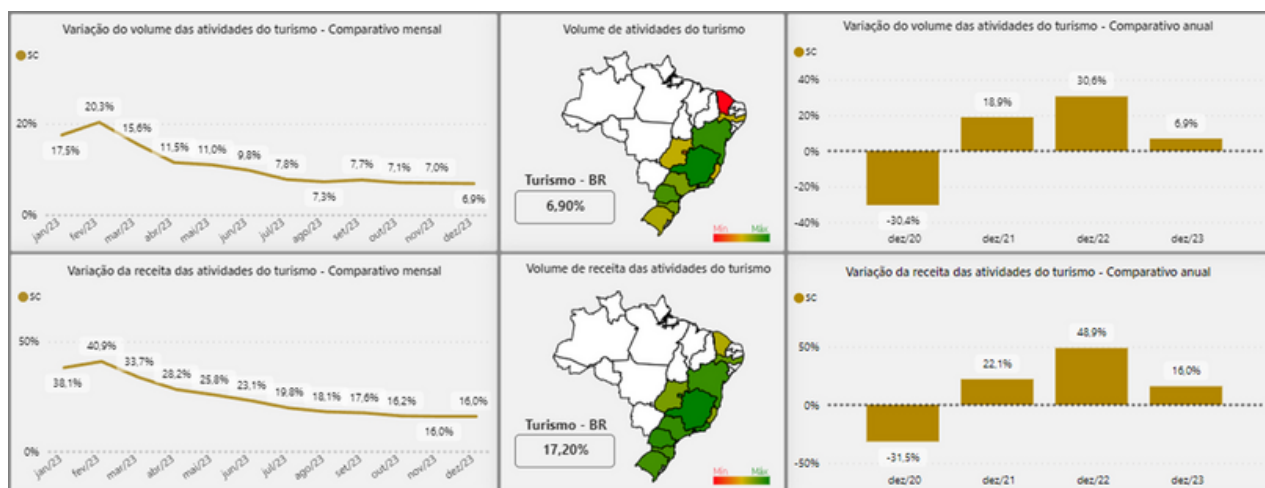 Variação do volume das atividades do turismo - Comparativo mensal
SC
20%
0%
17,5%
20,3%
15,6%
11,5%
11,0%
9,8%
7,8%
7,3%
7,7%
7,1%
7,0%
6,9%
jan/23
fev/23
mar/23
abr/23
mai/23
jun/23
jul/23
ago/23
set/23
out/23
nov/23
dez/23
Volume de atividades do turismo
Turismo - BR
6,90%
Mín
Máx
Variação do volume das atividades do turismo - Comparativo anual
SC
40%
20%
0%
-20%
-40%
-30,4%
18,9%
30,6%
6,9%
dez/20
dez/21
dez/22
dez/23
Variação da receita das atividades do turismo - Comparativo mensal
SC
50%
0%
38,1%
40,9%
33,7%
28,2%
25,8%
23,1%
19,8%
18,1%
17,6%
16,2%
16,0%
16,0%
jan/23
fev/23
mar/23
abr/23
mai/23
jun/23
jul/23
ago/23
set/23
out/23
nov/23
dez/23
Volume de receita das atividades do turismo
Turismo - BR
17,20%
Mín
Máx
Variação da receita das atividades do turismo - Comparativo anual
SC
50%
0%
-50%
-31,5%
22,1%
48,9%
16,0%
dez/20
dez/21
dez/22
dez/23